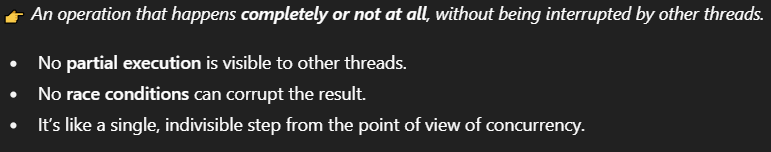 👉 An operation that happens completely or not at all, without being interrupted by other threads.
• No partial execution is visible to other threads.
• No race conditions can corrupt the result.
• It’s like a single, indivisible step from the point of view of concurrency.